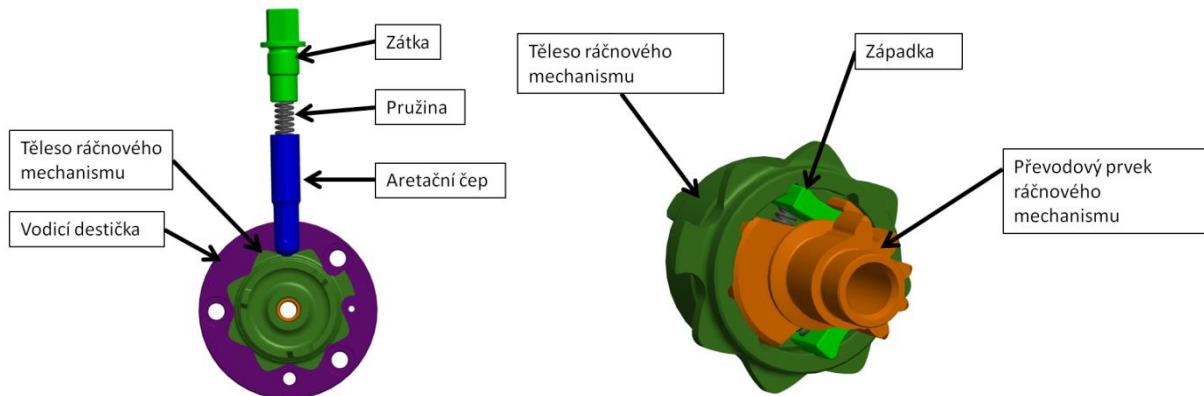 Zátka
Pružina
Těleso ráčnového
mechanismu
Aretační čep
Vodicí destička
Těleso ráčnového
mechanismu
Západka
Převodový prvek
ráčnového
mechanismu